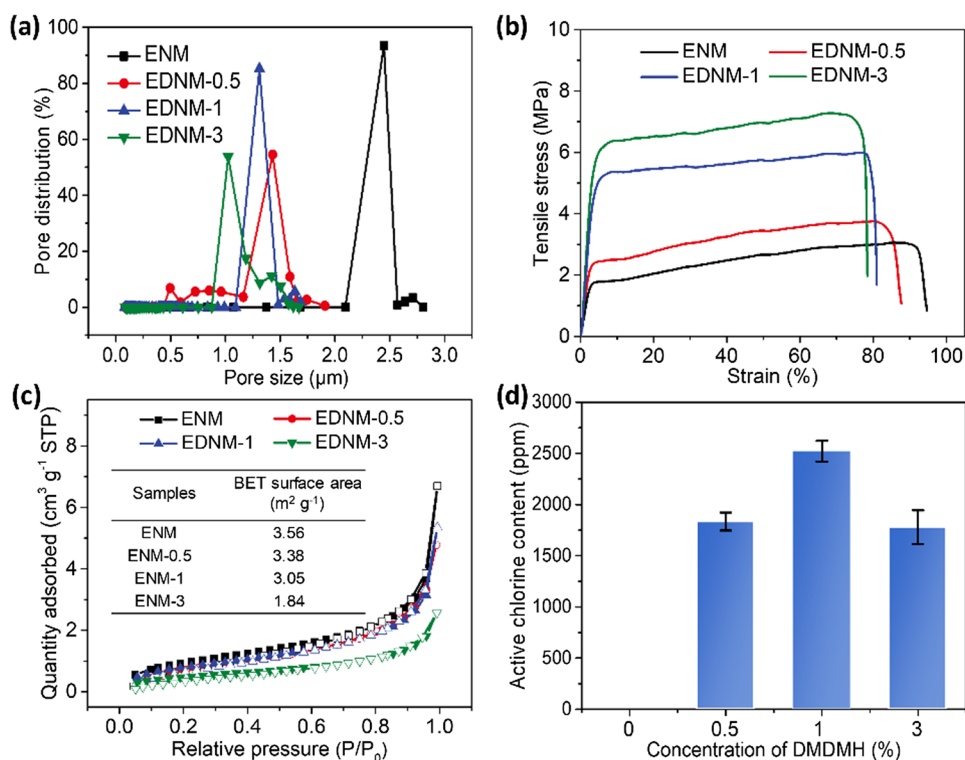 (a)
100
80
60
40
20
0
Pore distribution (%)
ENM
EDNM-0.5
EDNM-1
EDNM-3
0.0 0.5 1.0 1.5 2.0 2.5 3.0
Pore size (μm)
(b)
10
8
6
4
2
0
Tensile stress (MPa)
ENM EDNM-0.5
EDNM-1 EDNM-3
0 20 40 60 80 100
Strain (%)
(c)
8
6
4
2
0
Quantity adsorbed (cm³ g⁻¹ STP)
ENM EDNM-0.5
EDNM-1 EDNM-3
Samples BET surface area (m² g⁻¹)
ENM 3.56
ENM-0.5 3.38
ENM-1 3.05
ENM-3 1.84
0.0 0.2 0.4 0.6 0.8 1.0
Relative pressure (P/P₀)
(d)
3000
2500
2000
1500
1000
500
0
Active chlorine content (ppm)
0 0.5 1 3
Concentration of DMDMH (%)